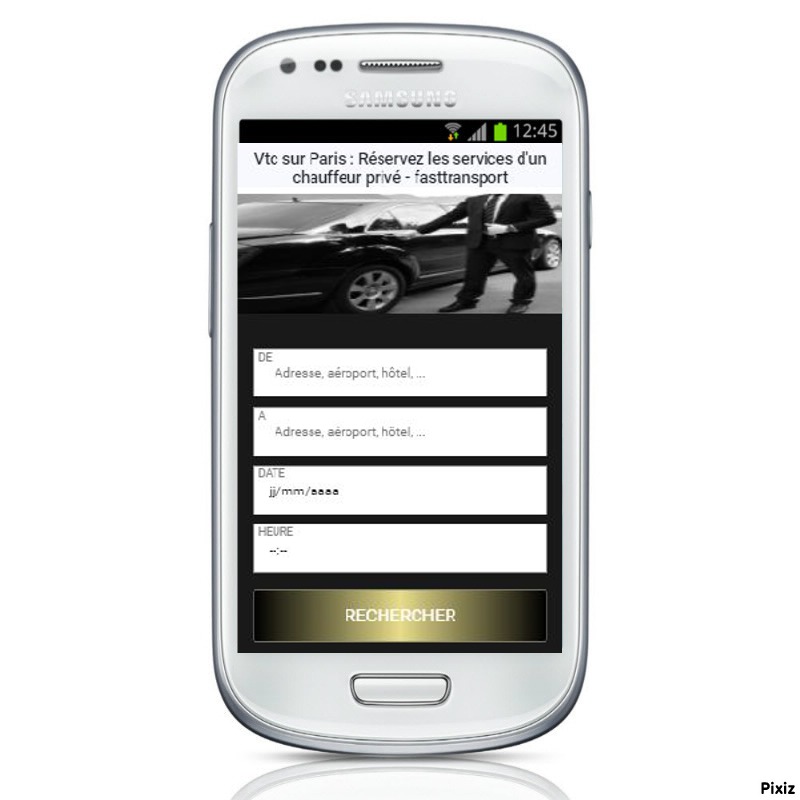 SAMSUNG
12:45
Vtc sur Paris : Réservez les services d'un
chauffeur privé - fasttransport
DE
Adresse, aéroport, hôtel, ...
A
Adresse, aéroport, hôtel, ...
DATE
jj/mm/aaaa
HEURE
--:--
RECHERCHER
Pixiz